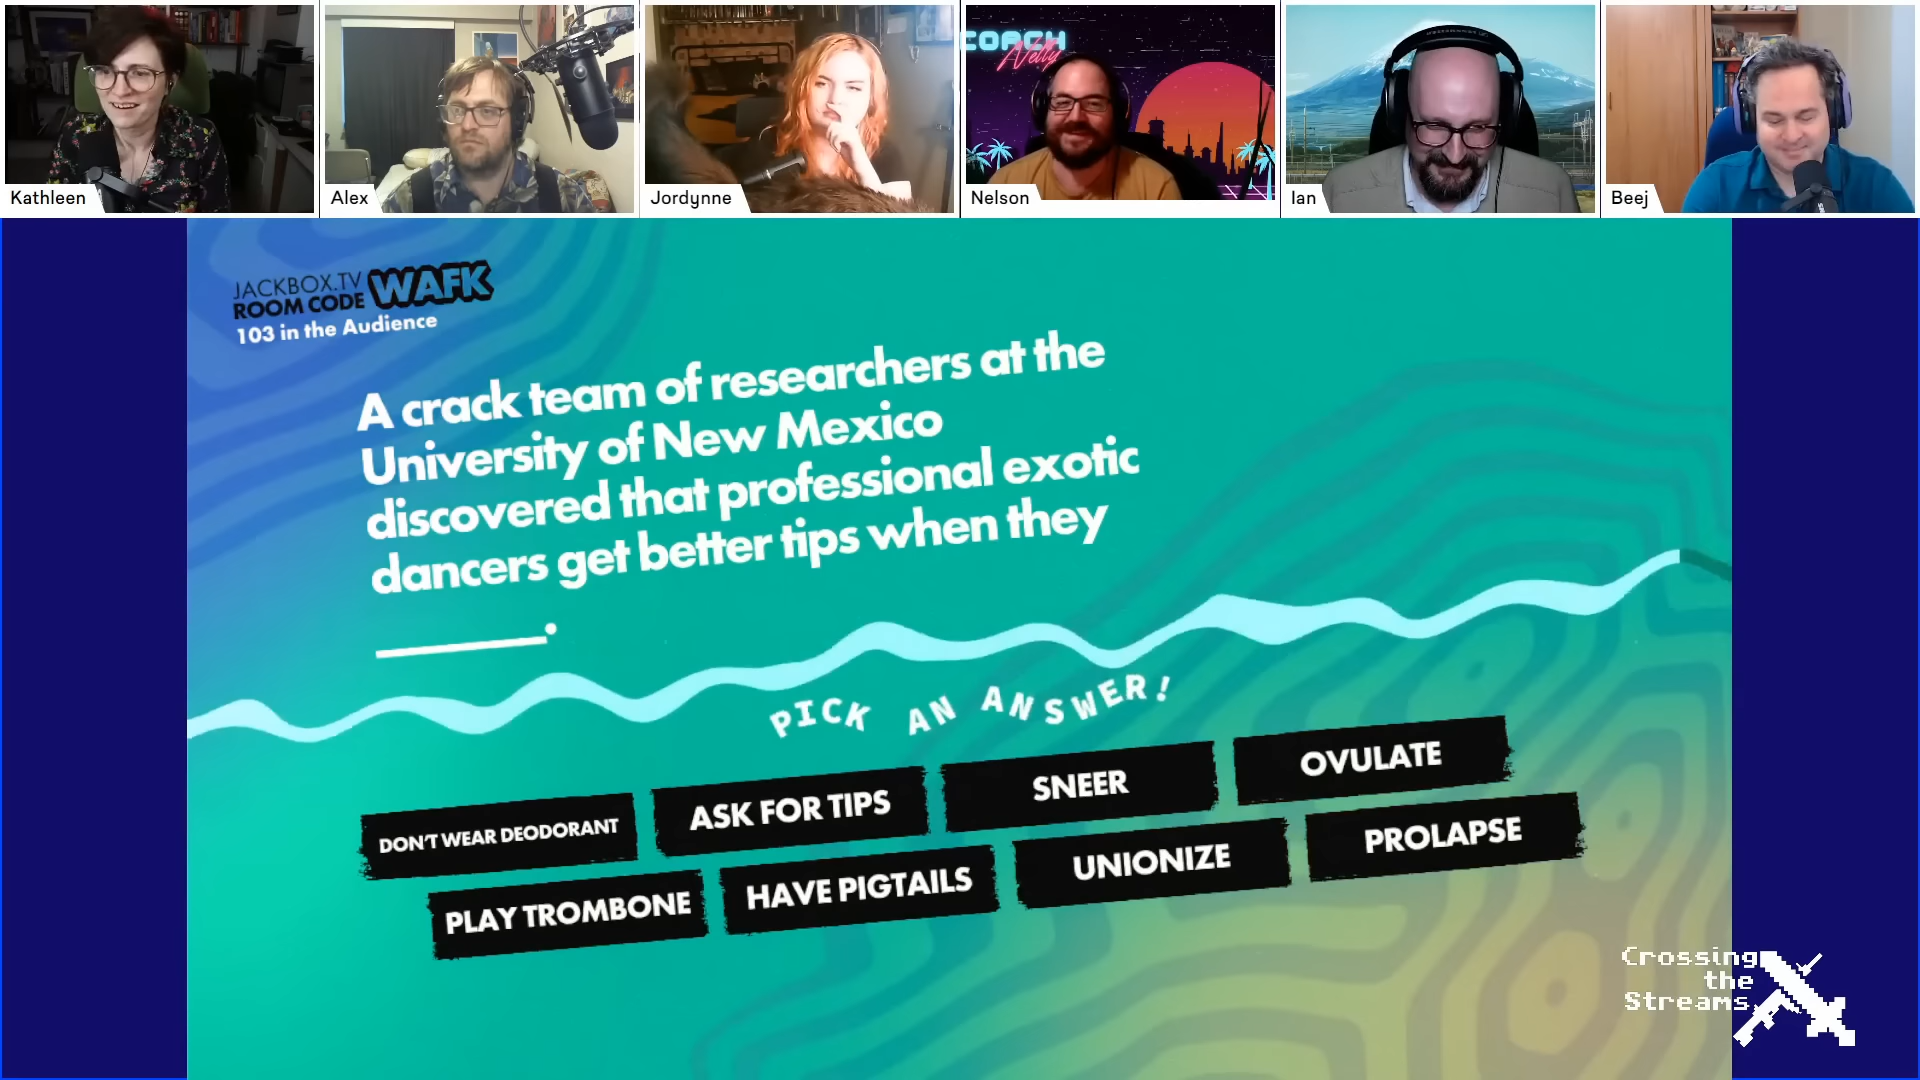 Kathleen
Alex
Jordynne
COACH
Nelly
Nelson
Ian
Beej
JACKBOX.TV
ROOM CODE WAFK
103 in the Audience
A crack team of researchers at the
University of New Mexico
discovered that professional exotic
dancers get better tips when they
______.
PICK AN ANSWER!
DON'T WEAR DEODORANT
ASK FOR TIPS
SNEER
OVULATE
PLAY TROMBONE
HAVE PIGTAILS
UNIONIZE
PROLAPSE
Crossing
the
Streams